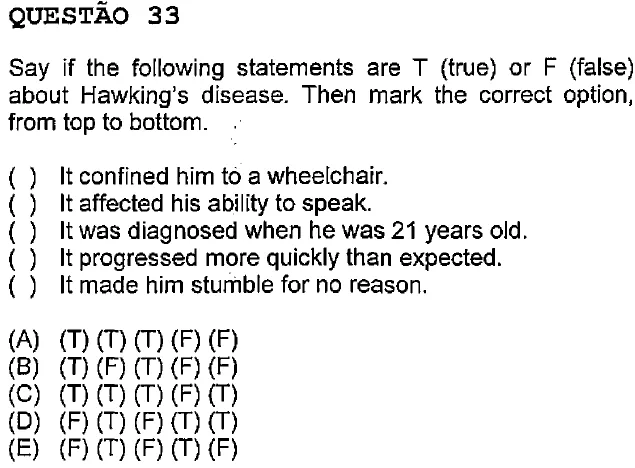 QUESTÃO 33
Say if the following statements are T (true) or F (false)
about Hawking's disease. Then mark the correct option,
from top to bottom.
( ) It confined him to a wheelchair.
( ) It affected his ability to speak.
( ) It was diagnosed when he was 21 years old.
( ) It progressed more quickly than expected.
( ) It made him stumble for no reason.
(A) (T) (T) (T) (F) (F)
(B) (T) (F) (T) (F) (F)
(C) (T) (T) (T) (F) (T)
(D) (F) (T) (F) (T) (T)
(E) (F) (T) (F) (T) (F)